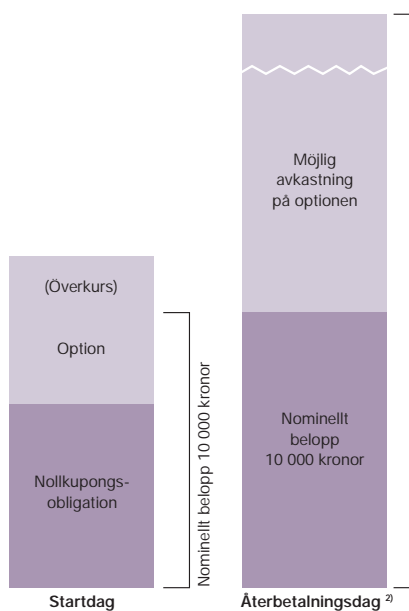 Möjlig
avkastning
på optionen
(Överkurs)
Option
Nollkupongs-
obligation
Nominellt belopp 10 000 kronor
Nominellt
belopp
10 000 kronor
Startdag
Återbetalningsdag 2)